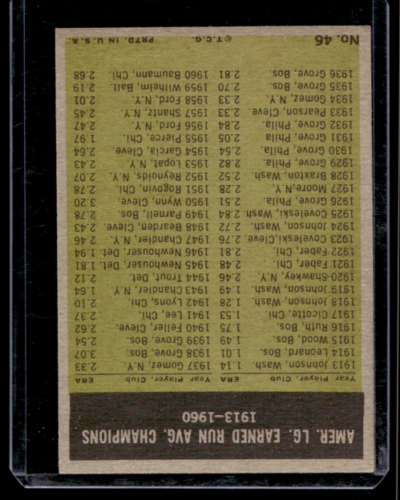 AMER. LG. EARNED RUN AVG. CHAMPIONS
1913–1960
Year Player, Club ERA Year Player, Club ERA
1913 Johnson, Wash 1.14 1937 Gomez, N.Y. 2.33
1914 Leonard, Bos. 1.01 1938 Grove, Bos. 3.07
1915 Wood, Bos. 1.49 1939 Grove, Bos. 2.54
1916 Ruth, Bos. 1.75 1940 Feller, Cleve. 2.62
1917 Cicotte, Chi. 1.53 1941 Lee, Chi. 2.37
1918 Johnson, Wash 1.28 1942 Lyons, Chi. 2.10
1919 Johnson, Wash 1.49 1943 Chandler, N.Y. 1.64
1920 Shawkey, N.Y. 2.46 1944 Trout, Det. 2.12
1921 Faber, Chi. 2.48 1945 Newhouser, Det. 1.81
1922 Faber, Chi. 2.81 1946 Newhouser, Det 1.94
1923 Coveleski,Cleve 2.76 1947 Chandler, N.Y. 2.46
1924 Johnson, Wash. 2.72 1948 Bearden, Cleve. 2.43
1925 Coveleski, Wash 2.84 1949 Parnell, Bos. 2.78
1926 Grove, Phila 2.51 1950 Wynn, Cleve 3.20
1927 Moore, N.Y. 2.28 1951 Rogovin, Chi. 2.78
1928 Braxton, Wash 2.52 1952 Reynolds, N.Y. 2.07
1929 Grove, Phila 2.82 1953 Lopat, N.Y. 2.43
1930 Grove, Phila 2.54 1954 Garcia, Cleve 2.64
1931 Grove, Phila 2.05 1955 Pierce, Chi. 1.97
1932 Grove, Phila 2.84 1956 Ford, N.Y. 2.47
1933 Pearson, Cleve 2.33 1957 Shantz, N.Y. 2.45
1934 Gomez, N.Y. 2.33 1958 Ford, N.Y. 2.01
1935 Grove, Bos. 2.70 1959 Wilhelm, Balt. 2.19
1936 Grove, Bos. 2.81 1960 Baumann, Chi. 2.68
No. 46 ©T.C.G. PRTD. IN U.S.A.